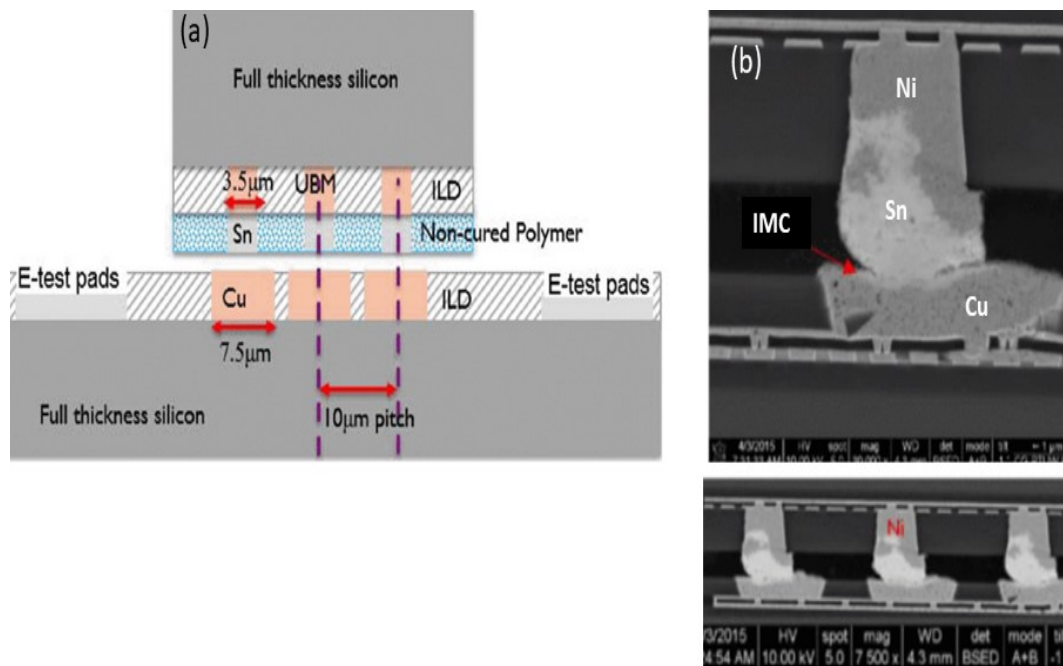 (a)
Full thickness silicon
3.5μm
UBM
ILD
Sn
Non-cured Polymer
E-test pads
Cu
ILD
E-test pads
7.5μm
10μm pitch
Full thickness silicon
(b)
Ni
Sn
IMC
Cu
4/3/2015 HV spot mag WD det mode tilt
10.00 kV 5.0 4.3 mm BSED A+B
Ni
/3/2015 HV spot mag WD det mode
24:54 AM 10.00 kV 5.0 7 500 x 4.3 mm BSED A+B